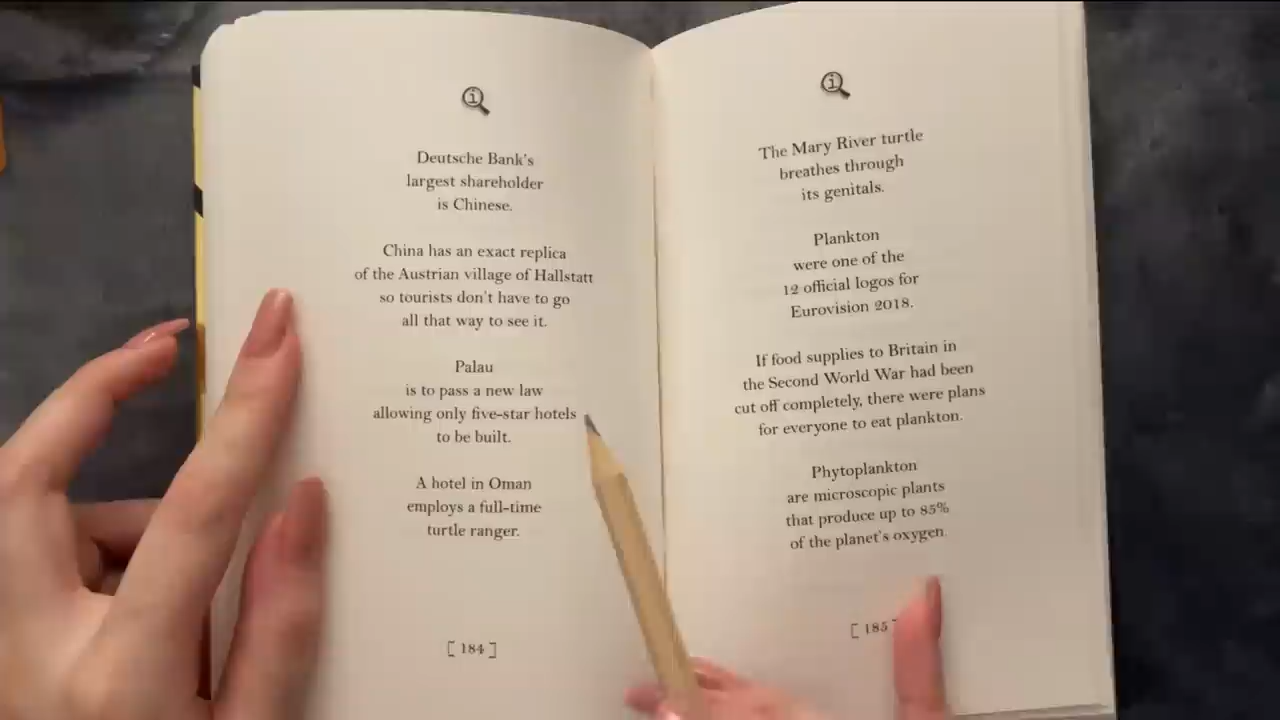 Deutsche Bank's
largest shareholder
is Chinese.
China has an exact replica
of the Austrian village of Hallstatt
so tourists don't have to go
all that way to see it.
Palau
is to pass a new law
allowing only five-star hotels
to be built.
A hotel in Oman
employs a full-time
turtle ranger.
[ 184 ]
The Mary River turtle
breathes through
its genitals.
Plankton
were one of the
12 official logos for
Eurovision 2018.
If food supplies to Britain in
the Second World War had been
cut off completely, there were plans
for everyone to eat plankton.
Phytoplankton
are microscopic plants
that produce up to 85%
of the planet's oxygen.
[ 185 ]